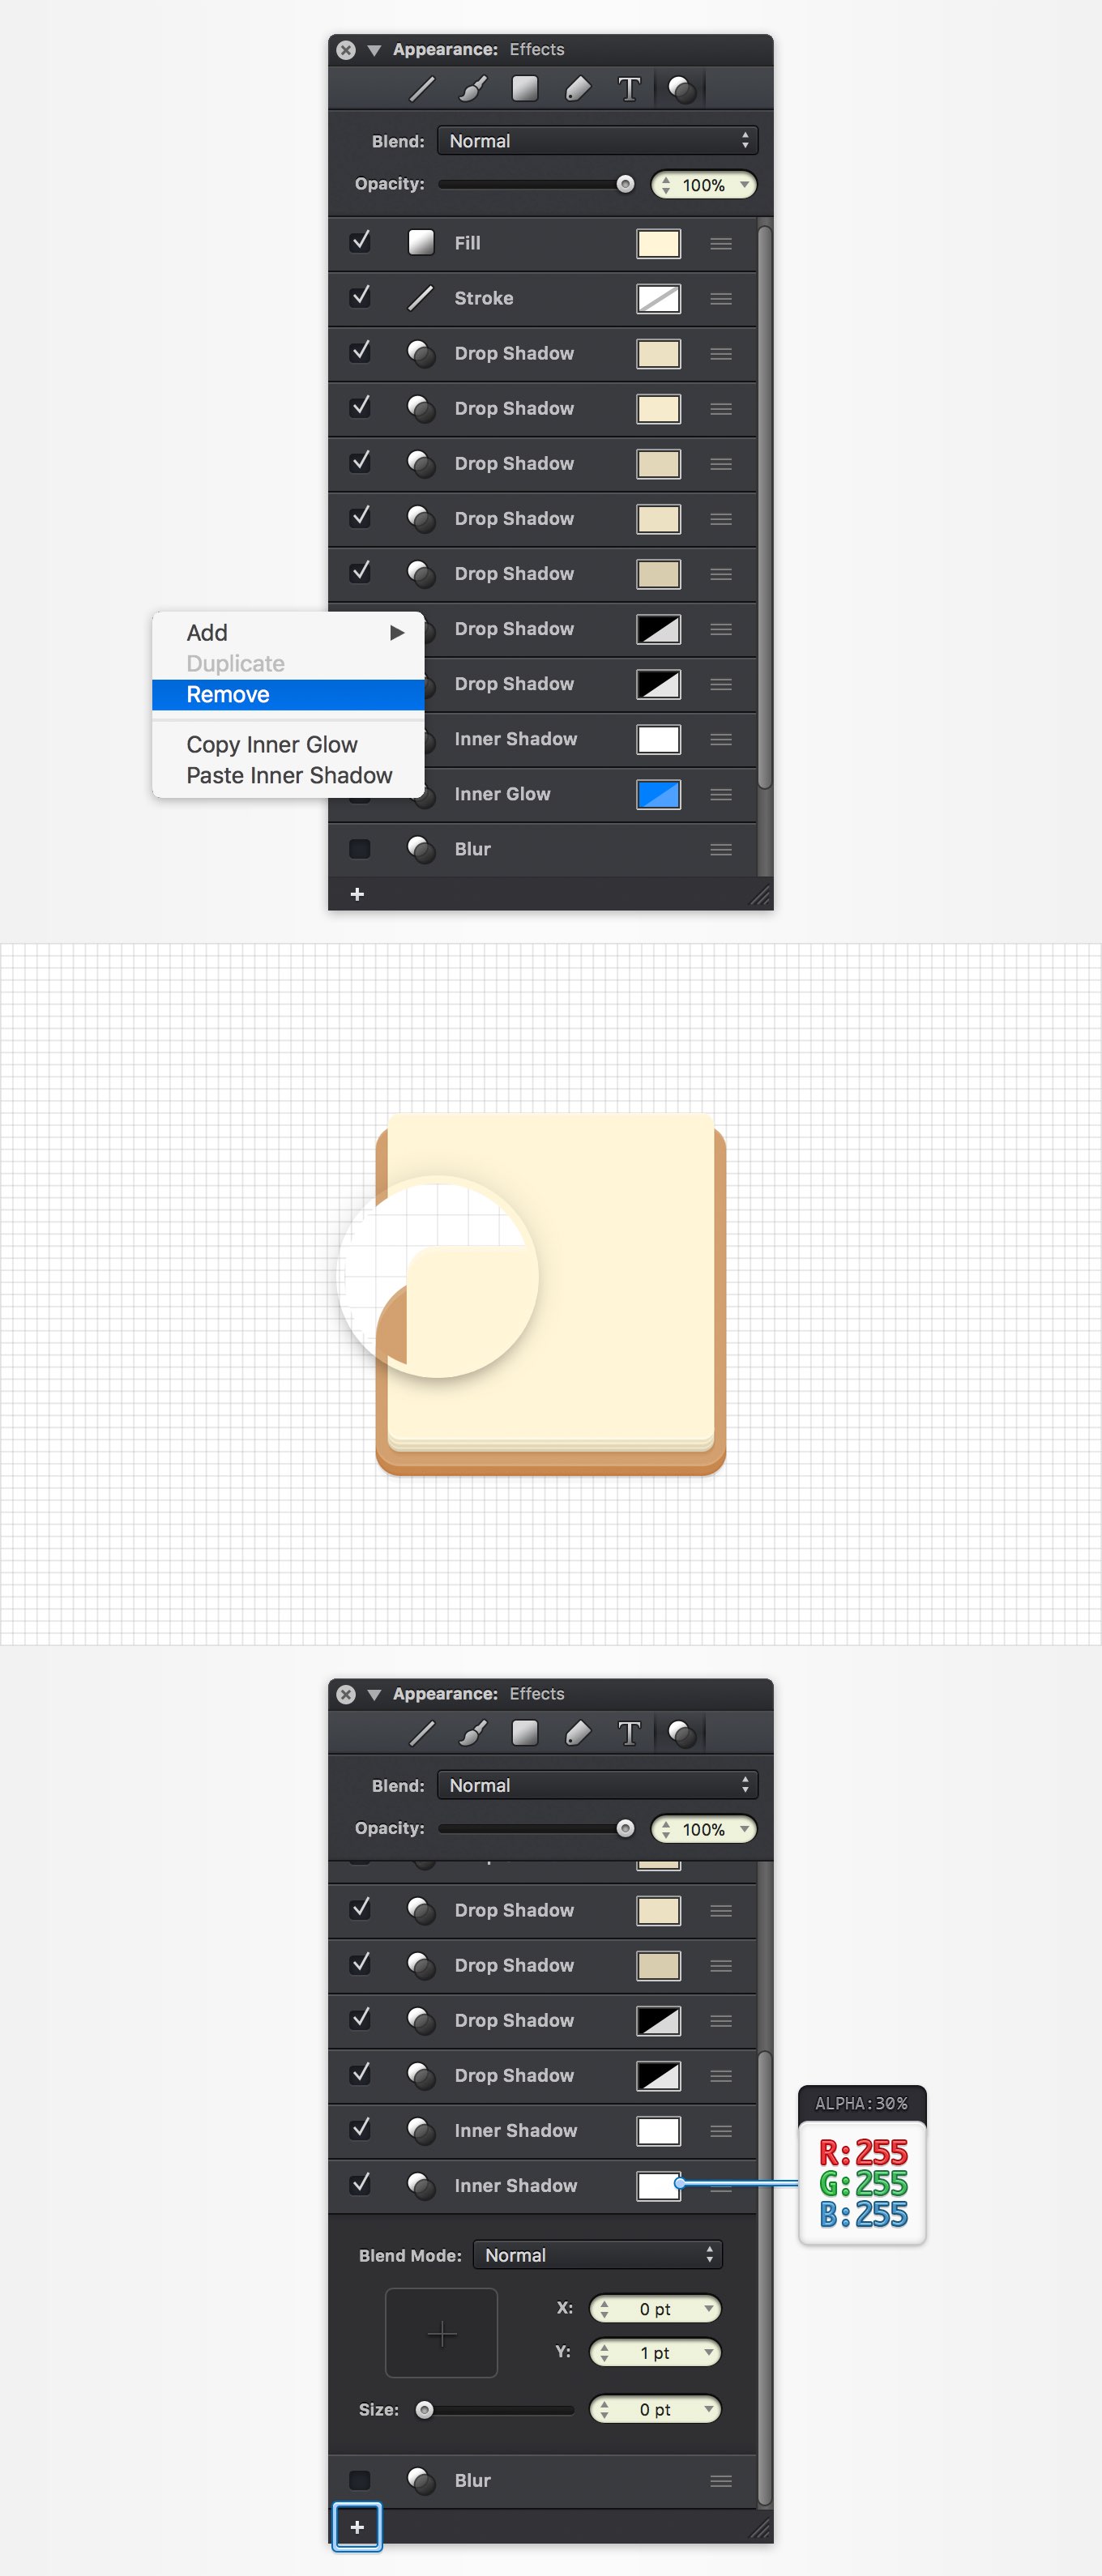 Appearance: Effects
T
Blend: Normal
Opacity: 100%
Fill
Stroke
Drop Shadow
Drop Shadow
Drop Shadow
Drop Shadow
Drop Shadow
Drop Shadow
Drop Shadow
Inner Shadow
Inner Glow
Blur
Add
Duplicate
Remove
Copy Inner Glow
Paste Inner Shadow
Appearance: Effects
T
Blend: Normal
Opacity: 100%
Drop Shadow
Drop Shadow
Drop Shadow
Drop Shadow
Inner Shadow
Inner Shadow
ALPHA:30%
R:255
G:255
B:255
Blend Mode: Normal
X: 0 pt
Y: 1 pt
Size: 0 pt
Blur